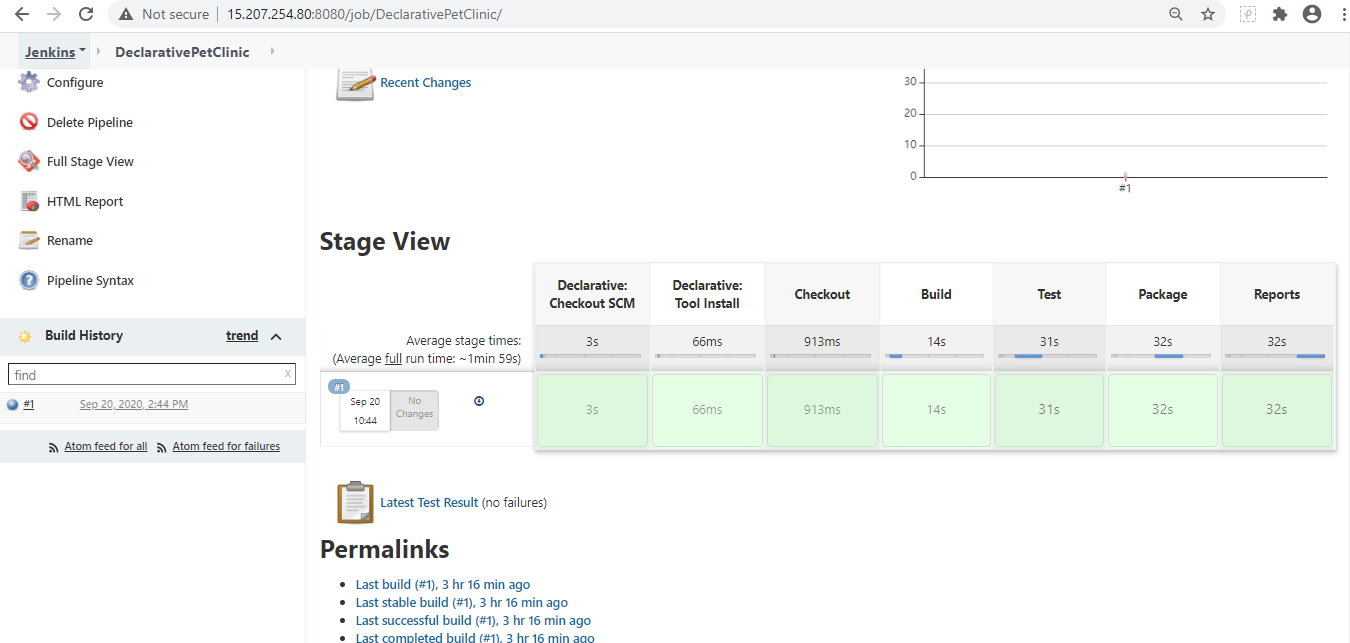 Not secure 15.207.254.80:8080/job/DeclarativePetClinic/
Jenkins DeclarativePetClinic
Configure
Delete Pipeline
Full Stage View
HTML Report
Rename
Pipeline Syntax
Build History trend
find x
#1 Sep 20, 2020, 2:44 PM
Atom feed for all Atom feed for failures
Recent Changes
30
20
10
0
#1
Stage View
Declarative: Checkout SCM
Declarative: Tool Install
Checkout
Build
Test
Package
Reports
Average stage times:
(Average full run time: ~1min 59s)
3s 66ms 913ms 14s 31s 32s 32s
#1
Sep 20
10:44
No
Changes
3s 66ms 913ms 14s 31s 32s 32s
Latest Test Result (no failures)
Permalinks
Last build (#1), 3 hr 16 min ago
Last stable build (#1), 3 hr 16 min ago
Last successful build (#1), 3 hr 16 min ago
Last completed build (#1), 3 hr 16 min ago